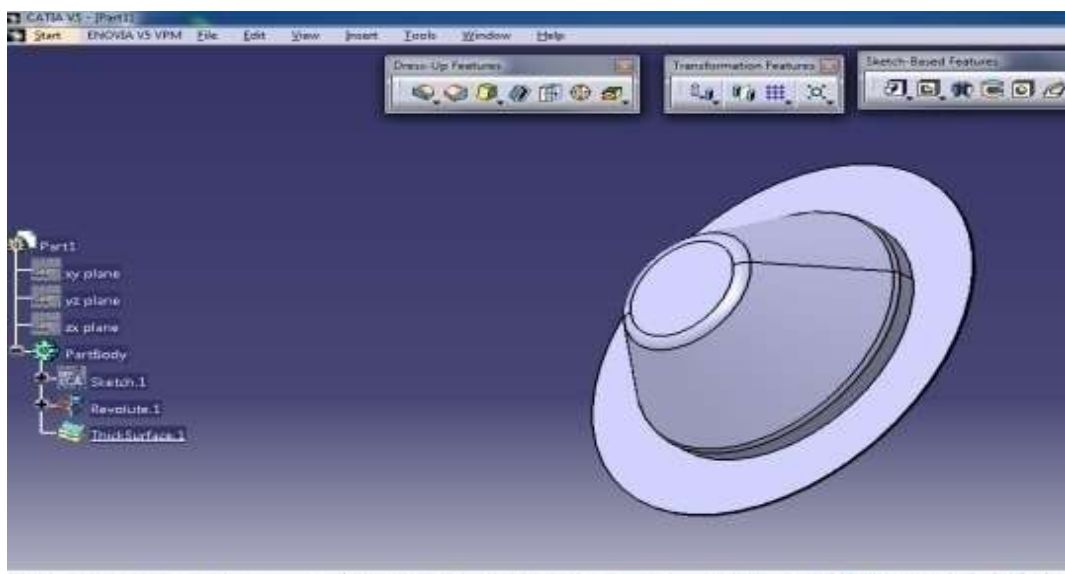 CATIA V5 - [Part1]
Start ENOVIA V5 VPM File Edit View Insert Tools Window Help
Dress-Up Features
Transformation Features
Sketch-Based Features
Part1
xy plane
yz plane
zx plane
PartBody
Sketch.1
Revolute.1
ThickSurface.1